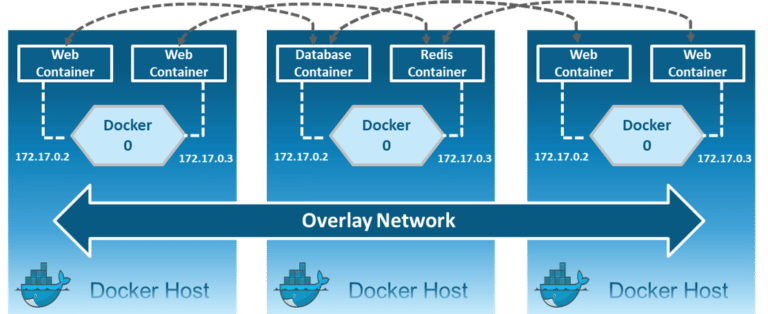 Web
Container
Web
Container
Docker
0
172.17.0.2
172.17.0.3
Docker Host
Database
Container
Redis
Container
Docker
0
172.17.0.2
172.17.0.3
Docker Host
Web
Container
Web
Container
Docker
0
172.17.0.2
172.17.0.3
Docker Host
Overlay Network